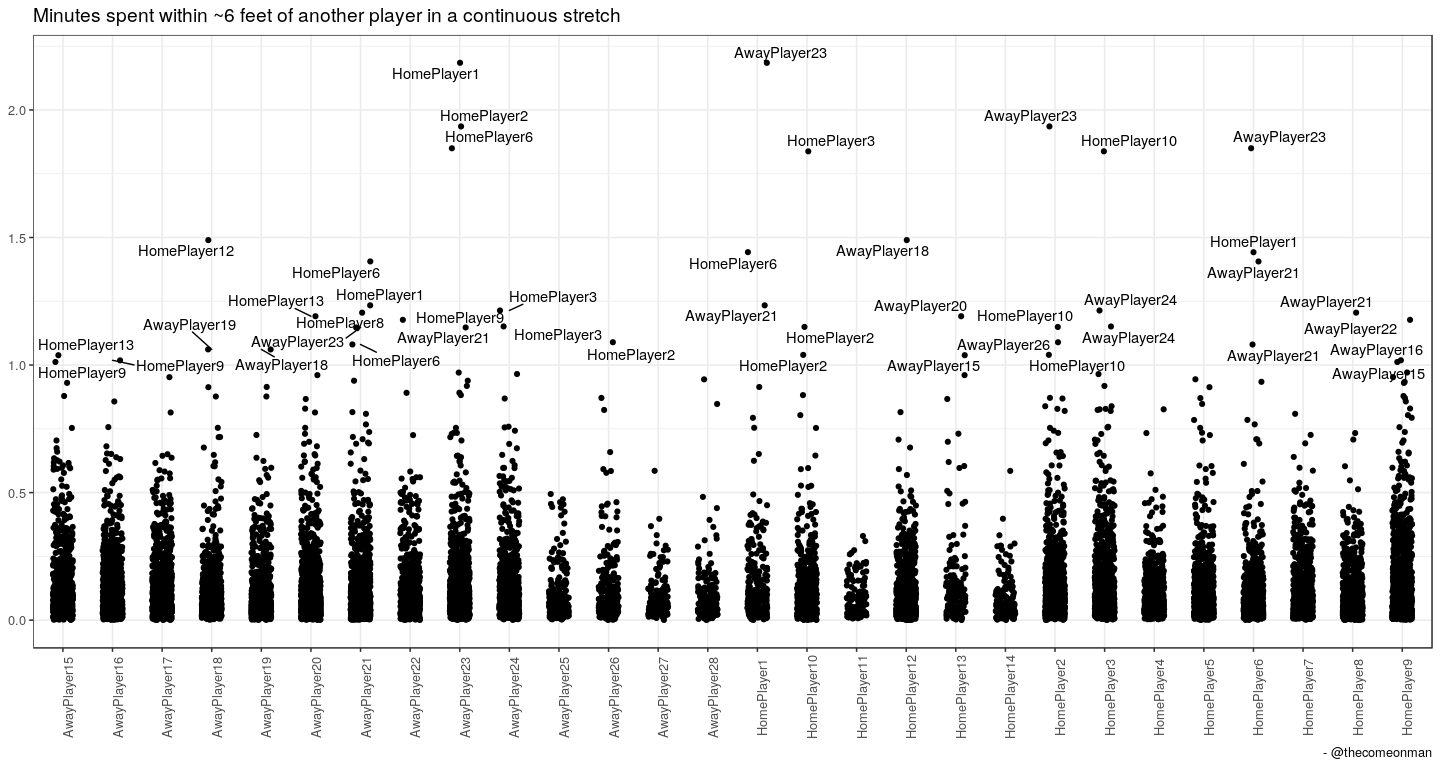 Minutes spent within ~6 feet of another player in a continuous stretch
AwayPlayer23
HomePlayer1
2.0
HomePlayer2
AwayPlayer23
HomePlayer6
HomePlayer3
HomePlayer10
AwayPlayer23
1.5
HomePlayer12
AwayPlayer18
HomePlayer1
HomePlayer6
HomePlayer6
AwayPlayer21
HomePlayer13
HomePlayer1
HomePlayer3
AwayPlayer20
AwayPlayer24
AwayPlayer21
AwayPlayer19
HomePlayer8
HomePlayer9
AwayPlayer21
HomePlayer10
AwayPlayer22
HomePlayer13
AwayPlayer23
AwayPlayer21
HomePlayer3
HomePlayer2
AwayPlayer26
AwayPlayer24
AwayPlayer16
1.0
HomePlayer9
HomePlayer9
AwayPlayer18
HomePlayer6
HomePlayer2
HomePlayer2
AwayPlayer15
HomePlayer10
AwayPlayer21
AwayPlayer15
0.5
0.0
AwayPlayer15
AwayPlayer16
AwayPlayer17
AwayPlayer18
AwayPlayer19
AwayPlayer20
AwayPlayer21
AwayPlayer22
AwayPlayer23
AwayPlayer24
AwayPlayer25
AwayPlayer26
AwayPlayer27
AwayPlayer28
HomePlayer1
HomePlayer10
HomePlayer11
HomePlayer12
HomePlayer13
HomePlayer14
HomePlayer2
HomePlayer3
HomePlayer4
HomePlayer5
HomePlayer6
HomePlayer7
HomePlayer8
HomePlayer9
- @thecomeonman